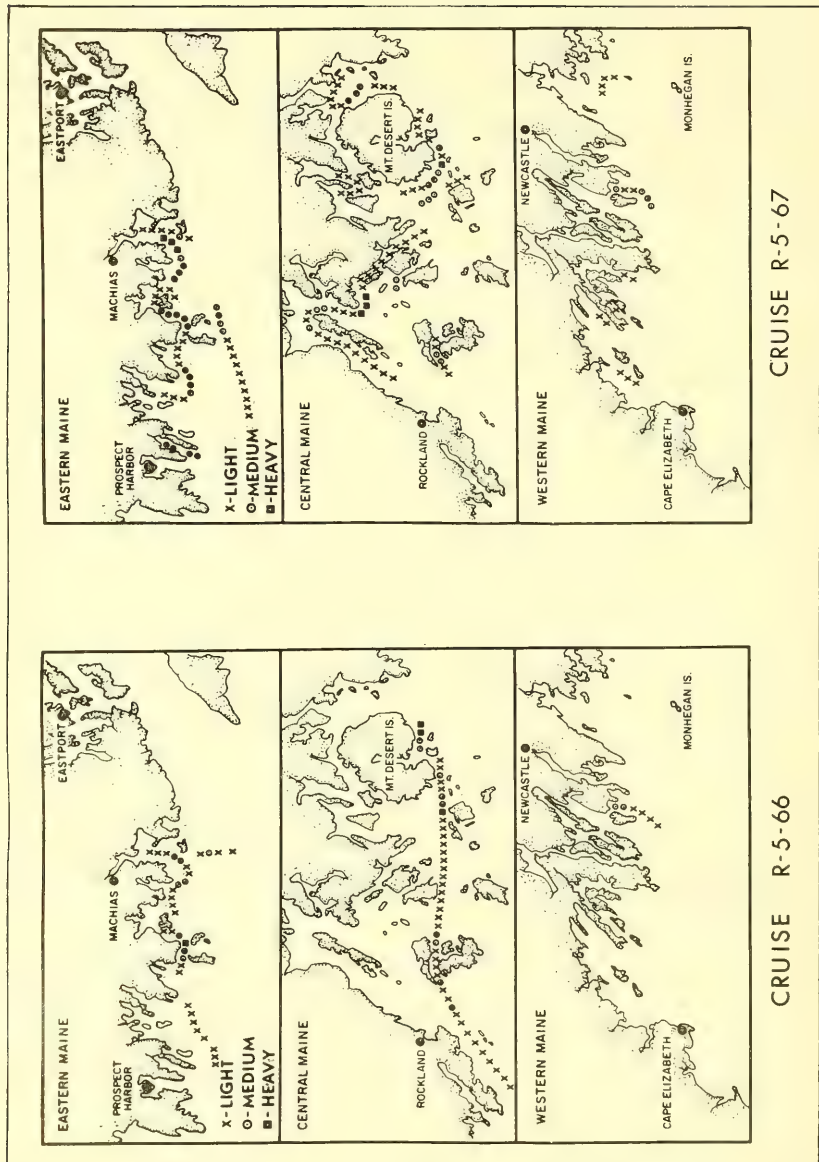 EASTERN MAINE
EASTPORT
MACHIAS
PROSPECT
HARBOR
X-LIGHT
⊙-MEDIUM
■-HEAVY
CENTRAL MAINE
MT. DESERT IS.
ROCKLAND
WESTERN MAINE
NEWCASTLE
MONHEGAN IS.
CAPE ELIZABETH
CRUISE R-5-66
EASTERN MAINE
EASTPORT
MACHIAS
PROSPECT
HARBOR
X-LIGHT
⊙-MEDIUM
■-HEAVY
CENTRAL MAINE
MT. DESERT IS.
ROCKLAND
WESTERN MAINE
NEWCASTLE
MONHEGAN IS.
CAPE ELIZABETH
CRUISE R-5-67